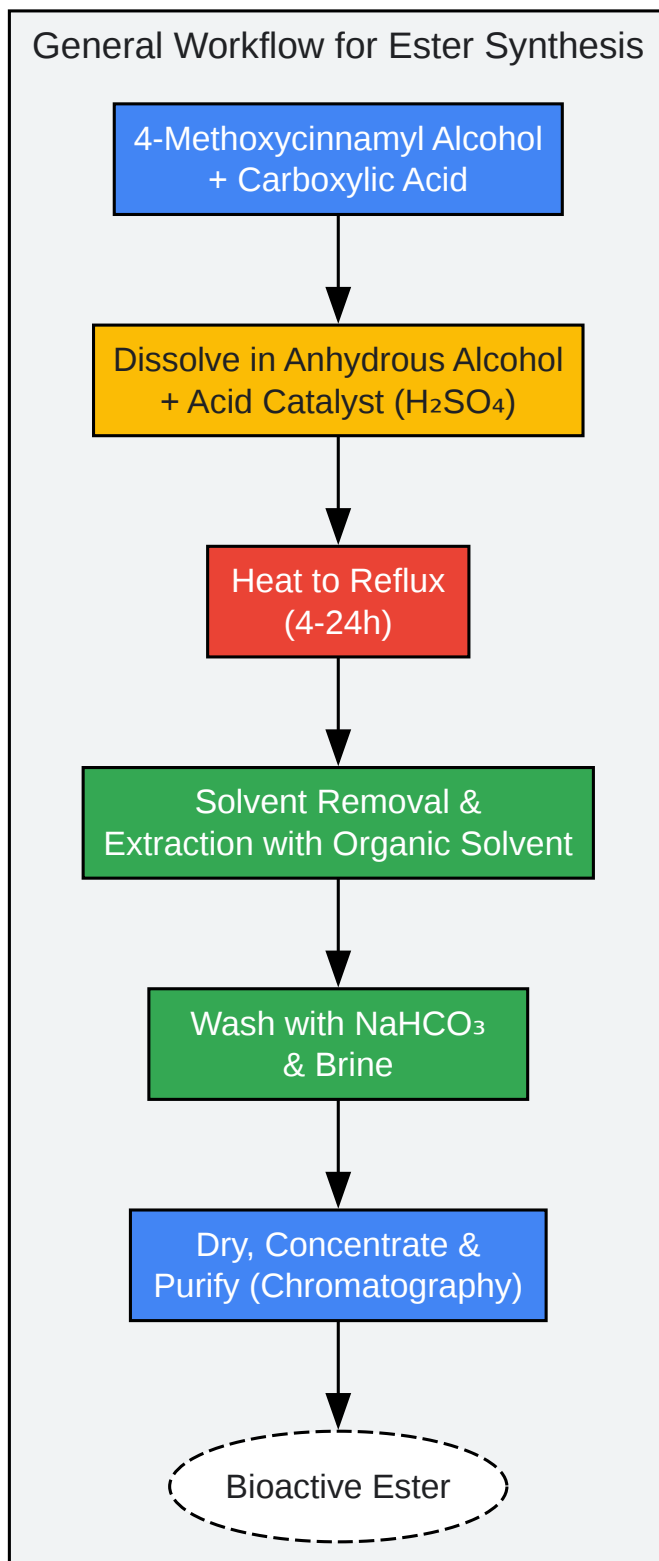 General Workflow for Ester Synthesis
4-Methoxycinnamyl Alcohol
+ Carboxylic Acid
Dissolve in Anhydrous Alcohol
+ Acid Catalyst (H₂SO₄)
Heat to Reflux
(4-24h)
Solvent Removal &
Extraction with Organic Solvent
Wash with NaHCO₃
& Brine
Dry, Concentrate &
Purify (Chromatography)
Bioactive Ester